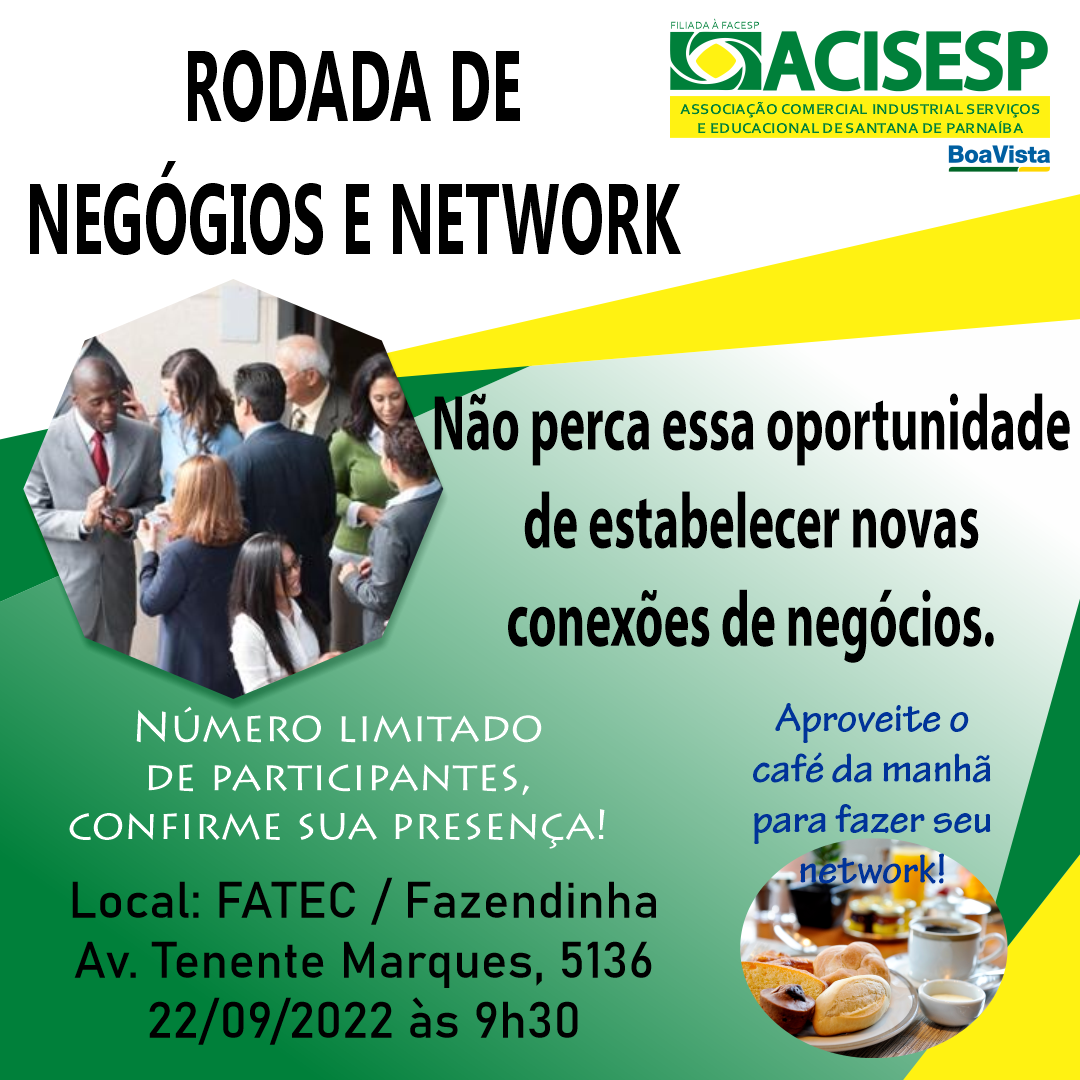 RODADA DE
NEGÓGIOS E NETWORK
FILIADA À FACESP
ACISESP
ASSOCIAÇÃO COMERCIAL INDUSTRIAL SERVIÇOS
E EDUCACIONAL DE SANTANA DE PARNAÍBA
BoaVista
Não perca essa oportunidade
de estabelecer novas
conexões de negócios.
NÚMERO LIMITADO
DE PARTICIPANTES,
CONFIRME SUA PRESENÇA!
Aproveite o
café da manhã
para fazer seu
network!
Local: FATEC / Fazendinha
Av. Tenente Marques, 5136
22/09/2022 às 9h30